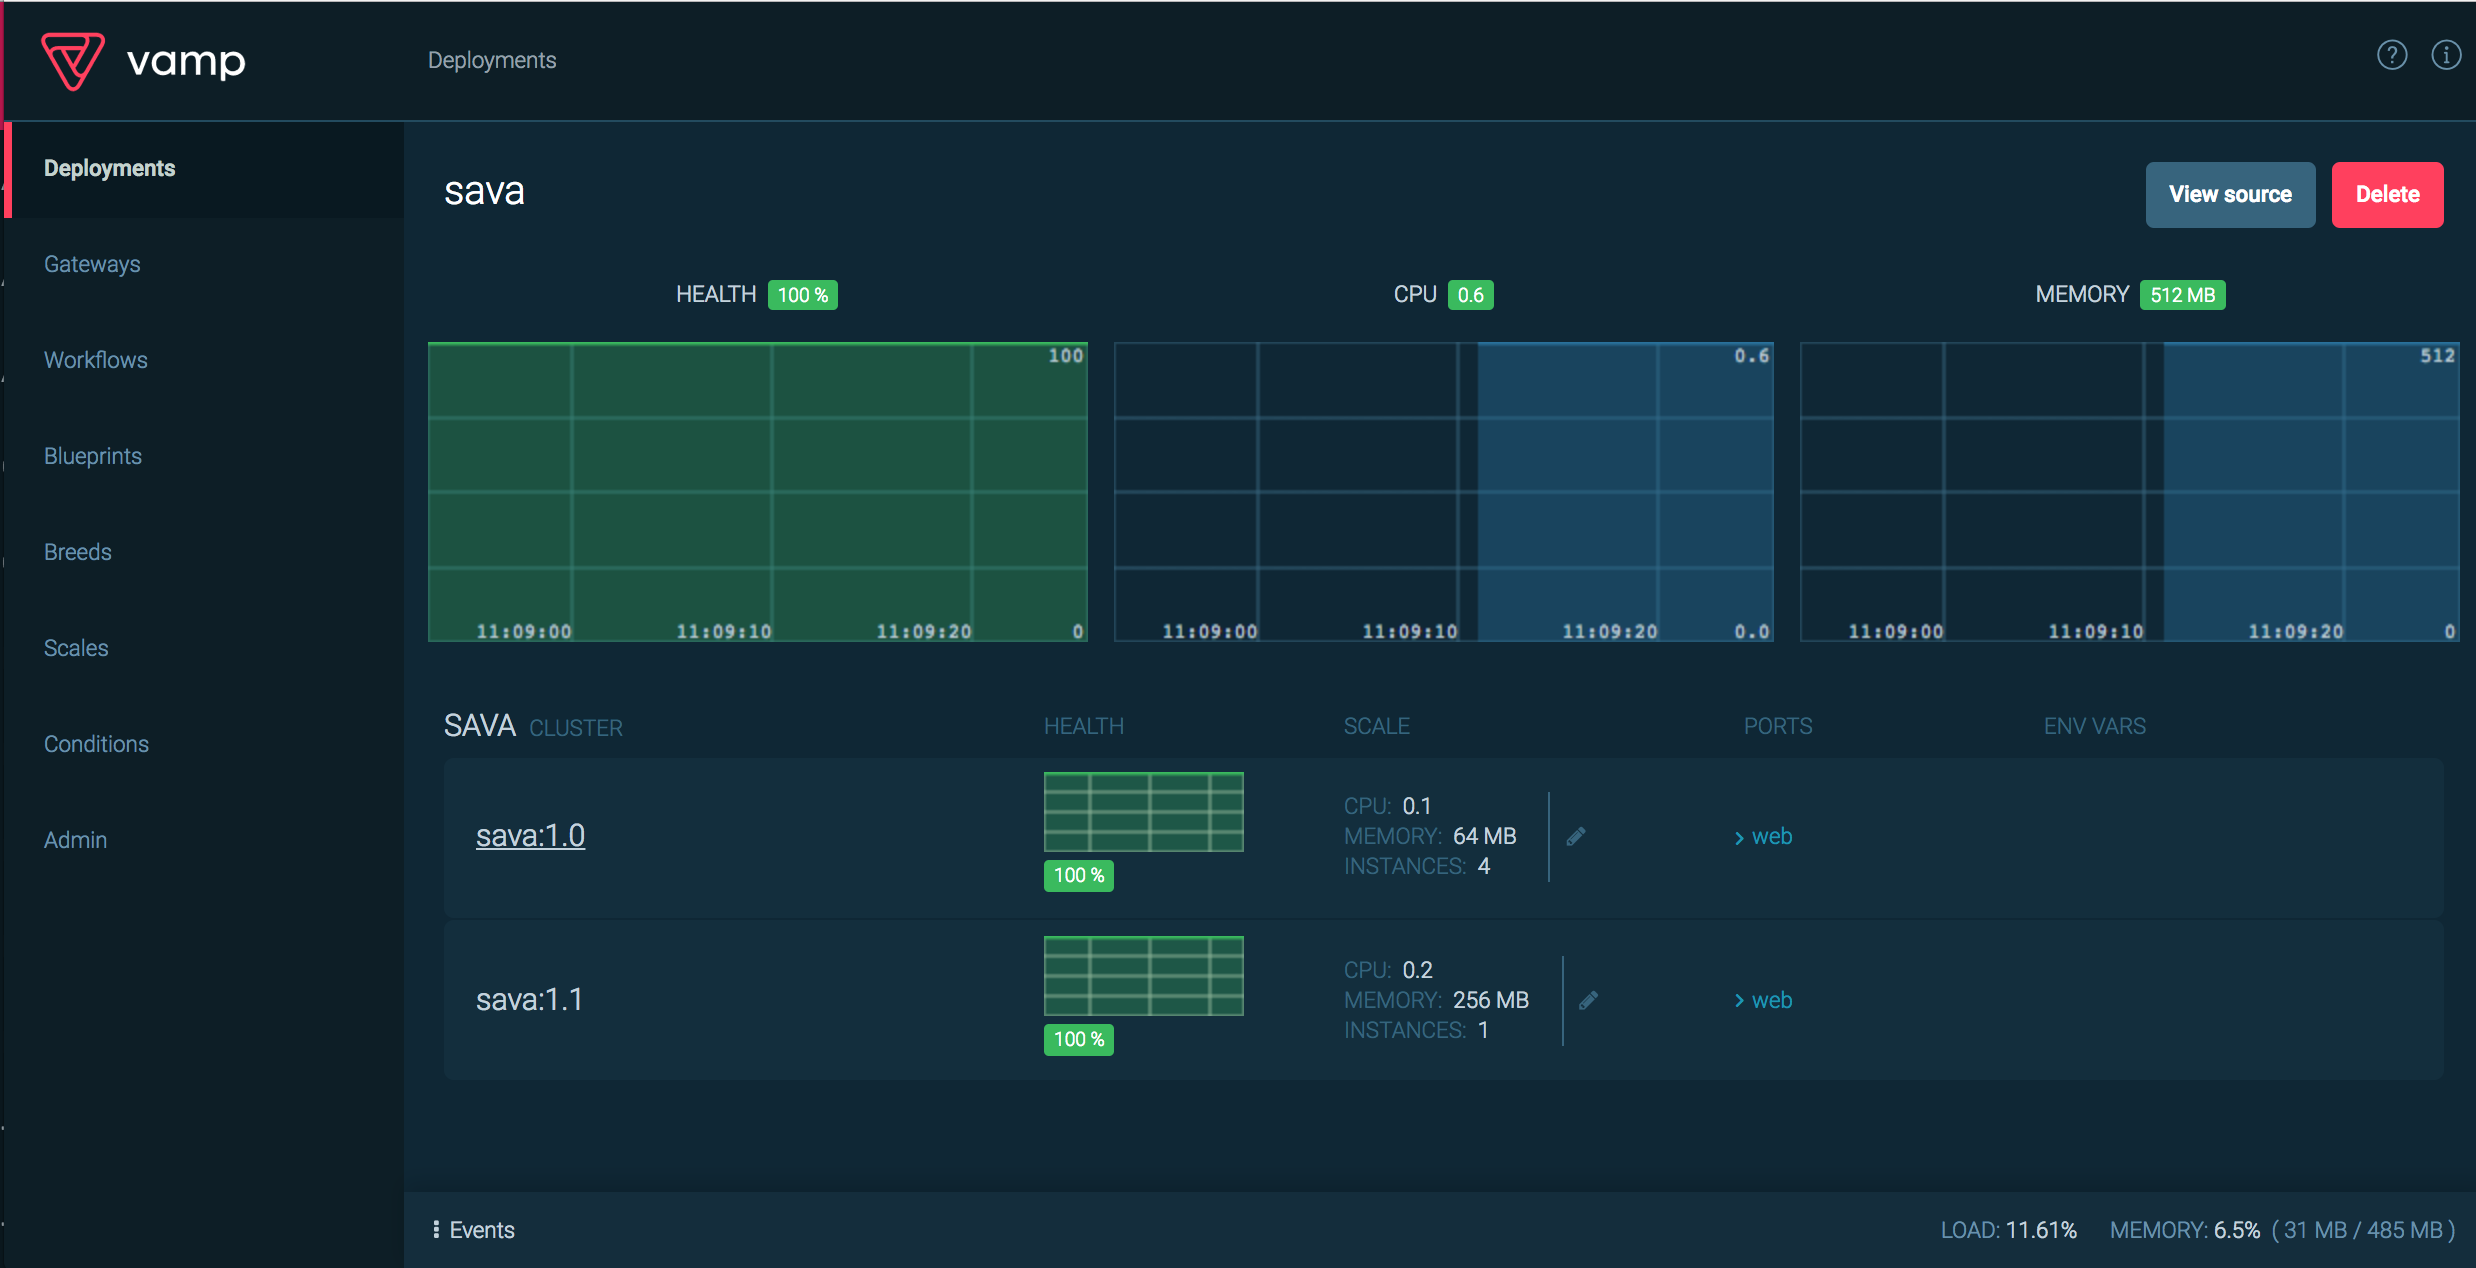 vamp
Deployments
Deployments
Gateways
Workflows
Blueprints
Breeds
Scales
Conditions
Admin
sava
View source
Delete
HEALTH 100 %
CPU 0.6
MEMORY 512 MB
100
11:09:00 11:09:10 11:09:20 0
0.6
11:09:00 11:09:10 11:09:20 0.0
512
11:09:00 11:09:10 11:09:20 0
SAVA CLUSTER HEALTH SCALE PORTS ENV VARS
sava:1.0
100 %
CPU: 0.1
MEMORY: 64 MB
INSTANCES: 4
> web
sava:1.1
100 %
CPU: 0.2
MEMORY: 256 MB
INSTANCES: 1
> web
Events
LOAD: 11.61% MEMORY: 6.5% ( 31 MB / 485 MB )